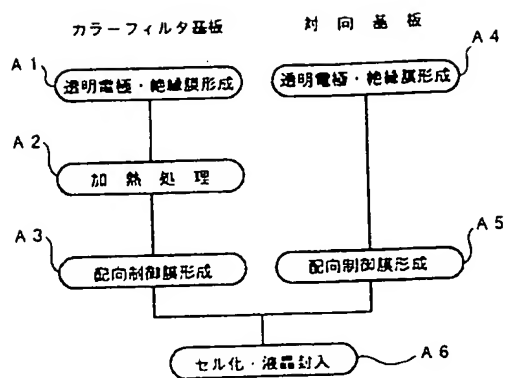 カラーフィルタ基板
対向基板
A1
透明電極・絶縁膜形成
A4
透明電極・絶縁膜形成
A2
加熱処理
A3
配向制御膜形成
A5
配向制御膜形成
セル化・液晶封入
A6